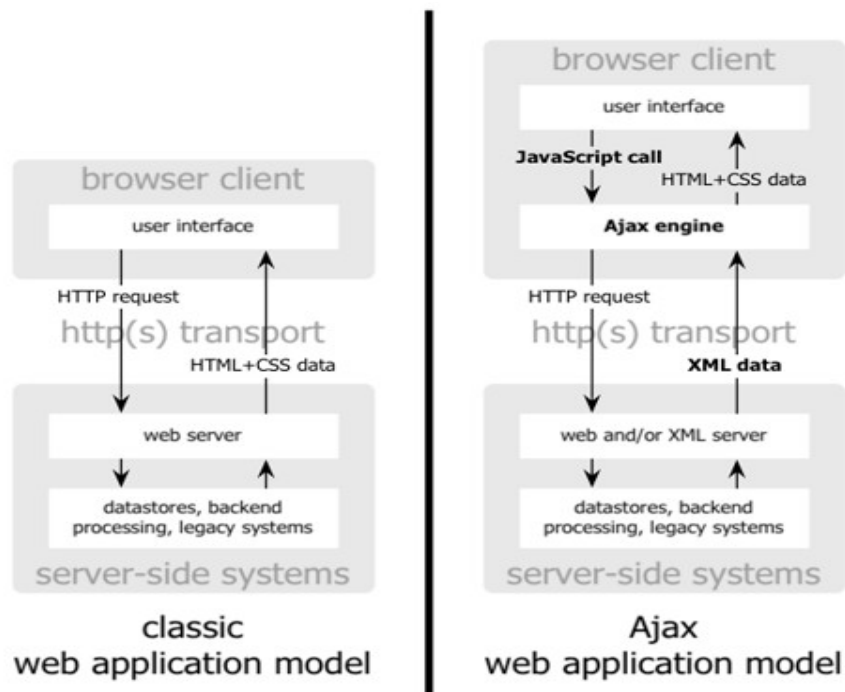 browser client
user interface
HTTP request
http(s) transport
HTML+CSS data
web server
datastores, backend
processing, legacy systems
server-side systems
classic
web application model
browser client
user interface
JavaScript call
HTML+CSS data
Ajax engine
HTTP request
http(s) transport
XML data
web and/or XML server
datastores, backend
processing, legacy systems
server-side systems
Ajax
web application model